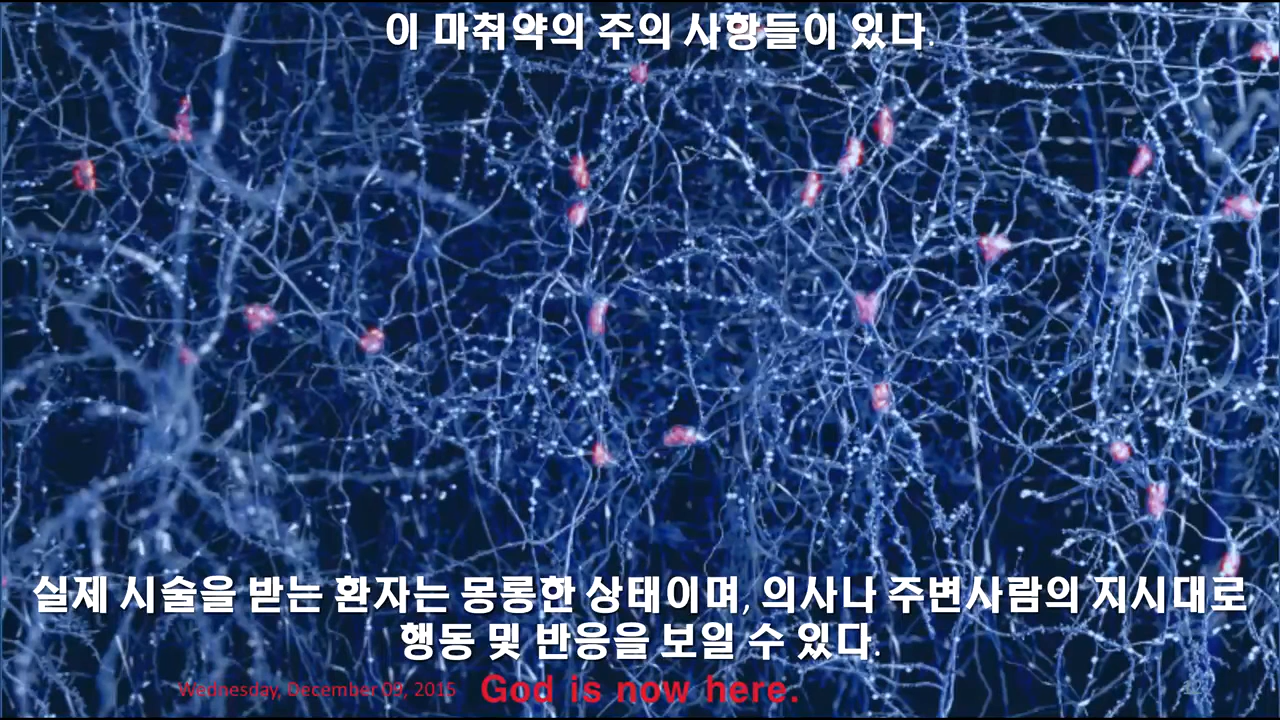 이 마취약의 주의 사항들이 있다.
실제 시술을 받는 환자는 몽롱한 상태이며, 의사나 주변사람의 지시대로
행동 및 반응을 보일 수 있다.
Wednesday, December 09, 2015 God is now here.